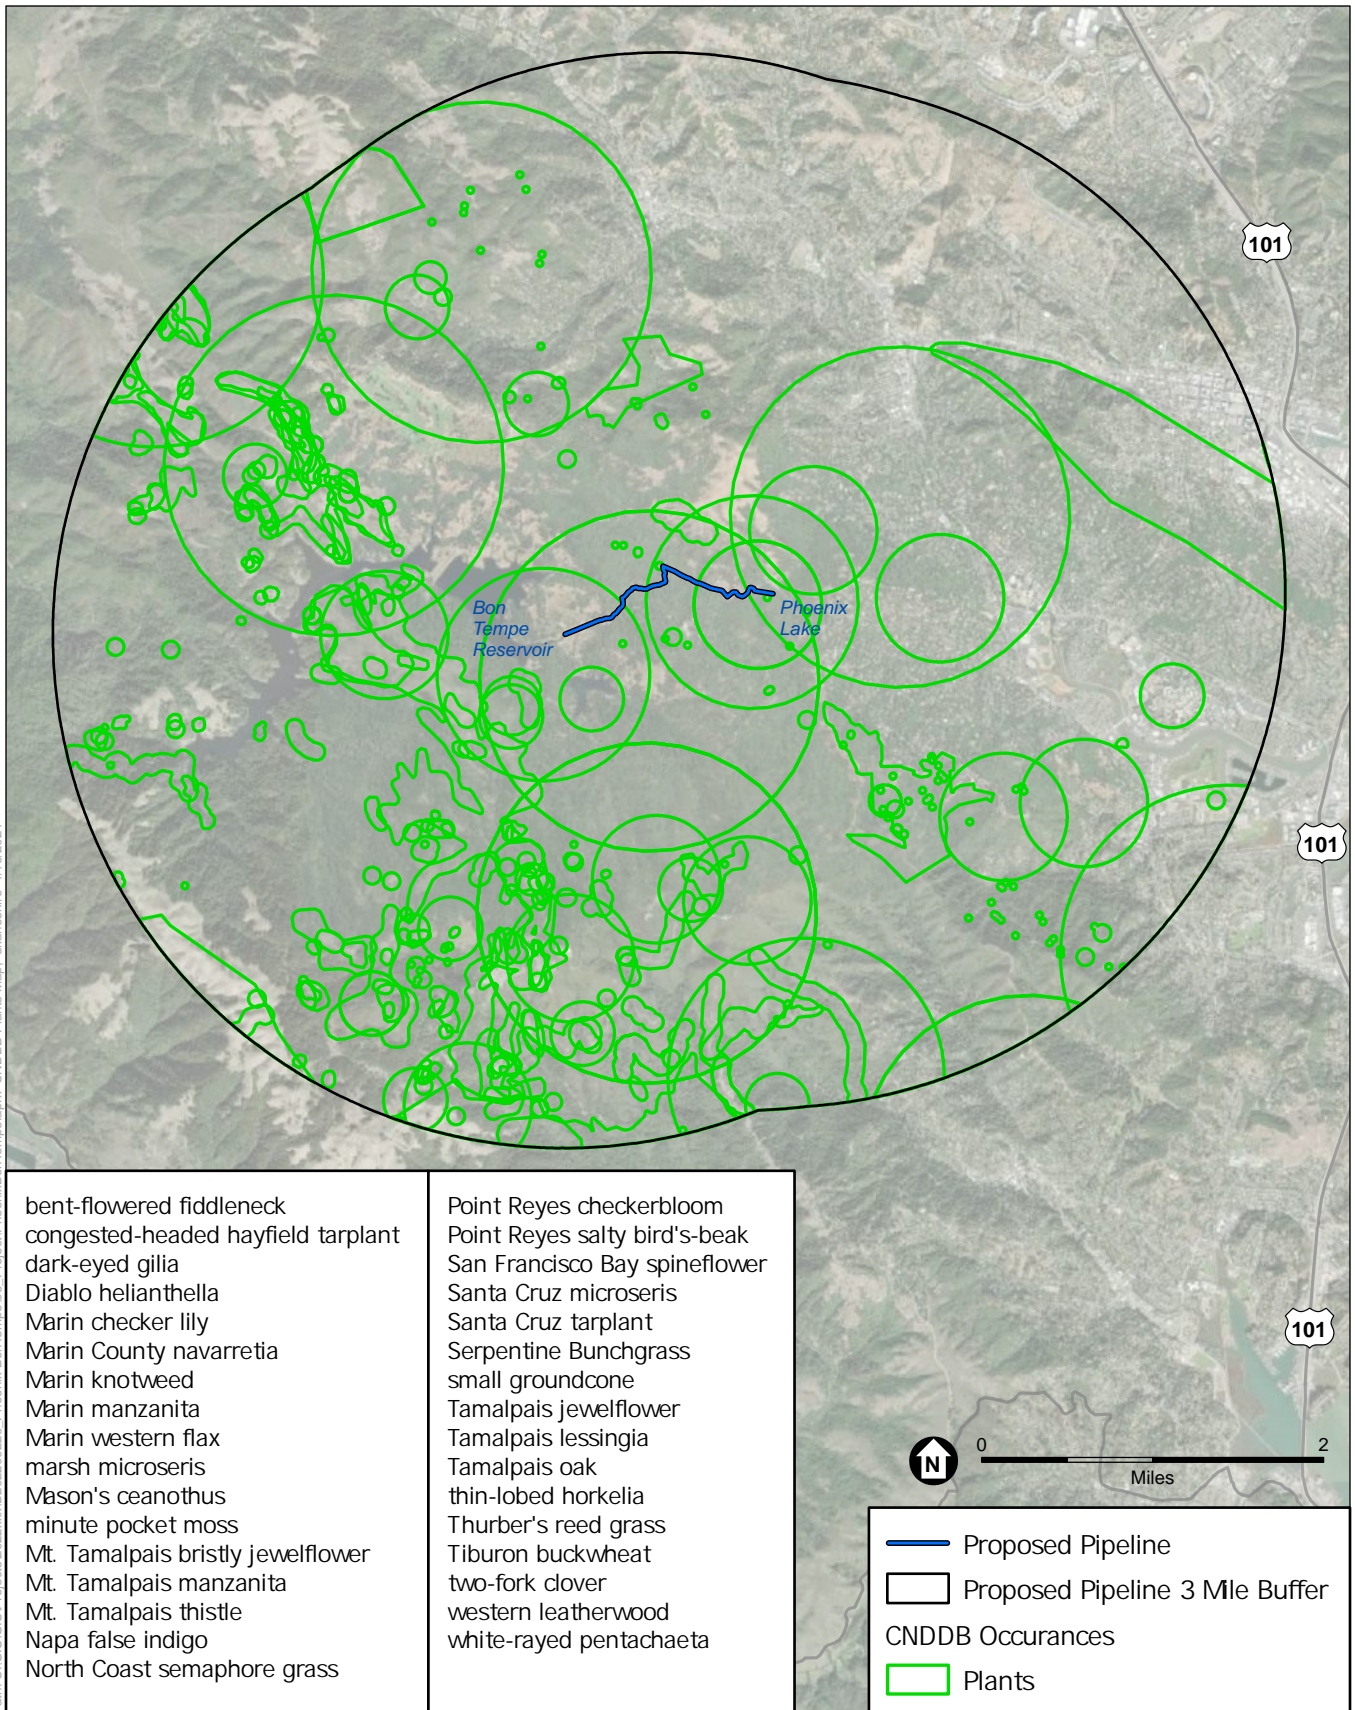 101
Bon
Tempe
Reservoir
Phoenix
Lake
101
101
bent-flowered fiddleneck
congested-headed hayfield tarplant
dark-eyed gilia
Diablo helianthella
Marin checker lily
Marin County navarretia
Marin knotweed
Marin manzanita
Marin western flax
marsh microseris
Mason's ceanothus
minute pocket moss
Mt. Tamalpais bristly jewelflower
Mt. Tamalpais manzanita
Mt. Tamalpais thistle
Napa false indigo
North Coast semaphore grass
Point Reyes checkerbloom
Point Reyes salty bird's-beak
San Francisco Bay spineflower
Santa Cruz microseris
Santa Cruz tarplant
Serpentine Bunchgrass
small groundcone
Tamalpais jewelflower
Tamalpais lessingia
Tamalpais oak
thin-lobed horkelia
Thurber's reed grass
Tiburon buckwheat
two-fork clover
western leatherwood
white-rayed pentachaeta
N
0 2
Miles
Proposed Pipeline
Proposed Pipeline 3 Mile Buffer
CNDDB Occurances
Plants